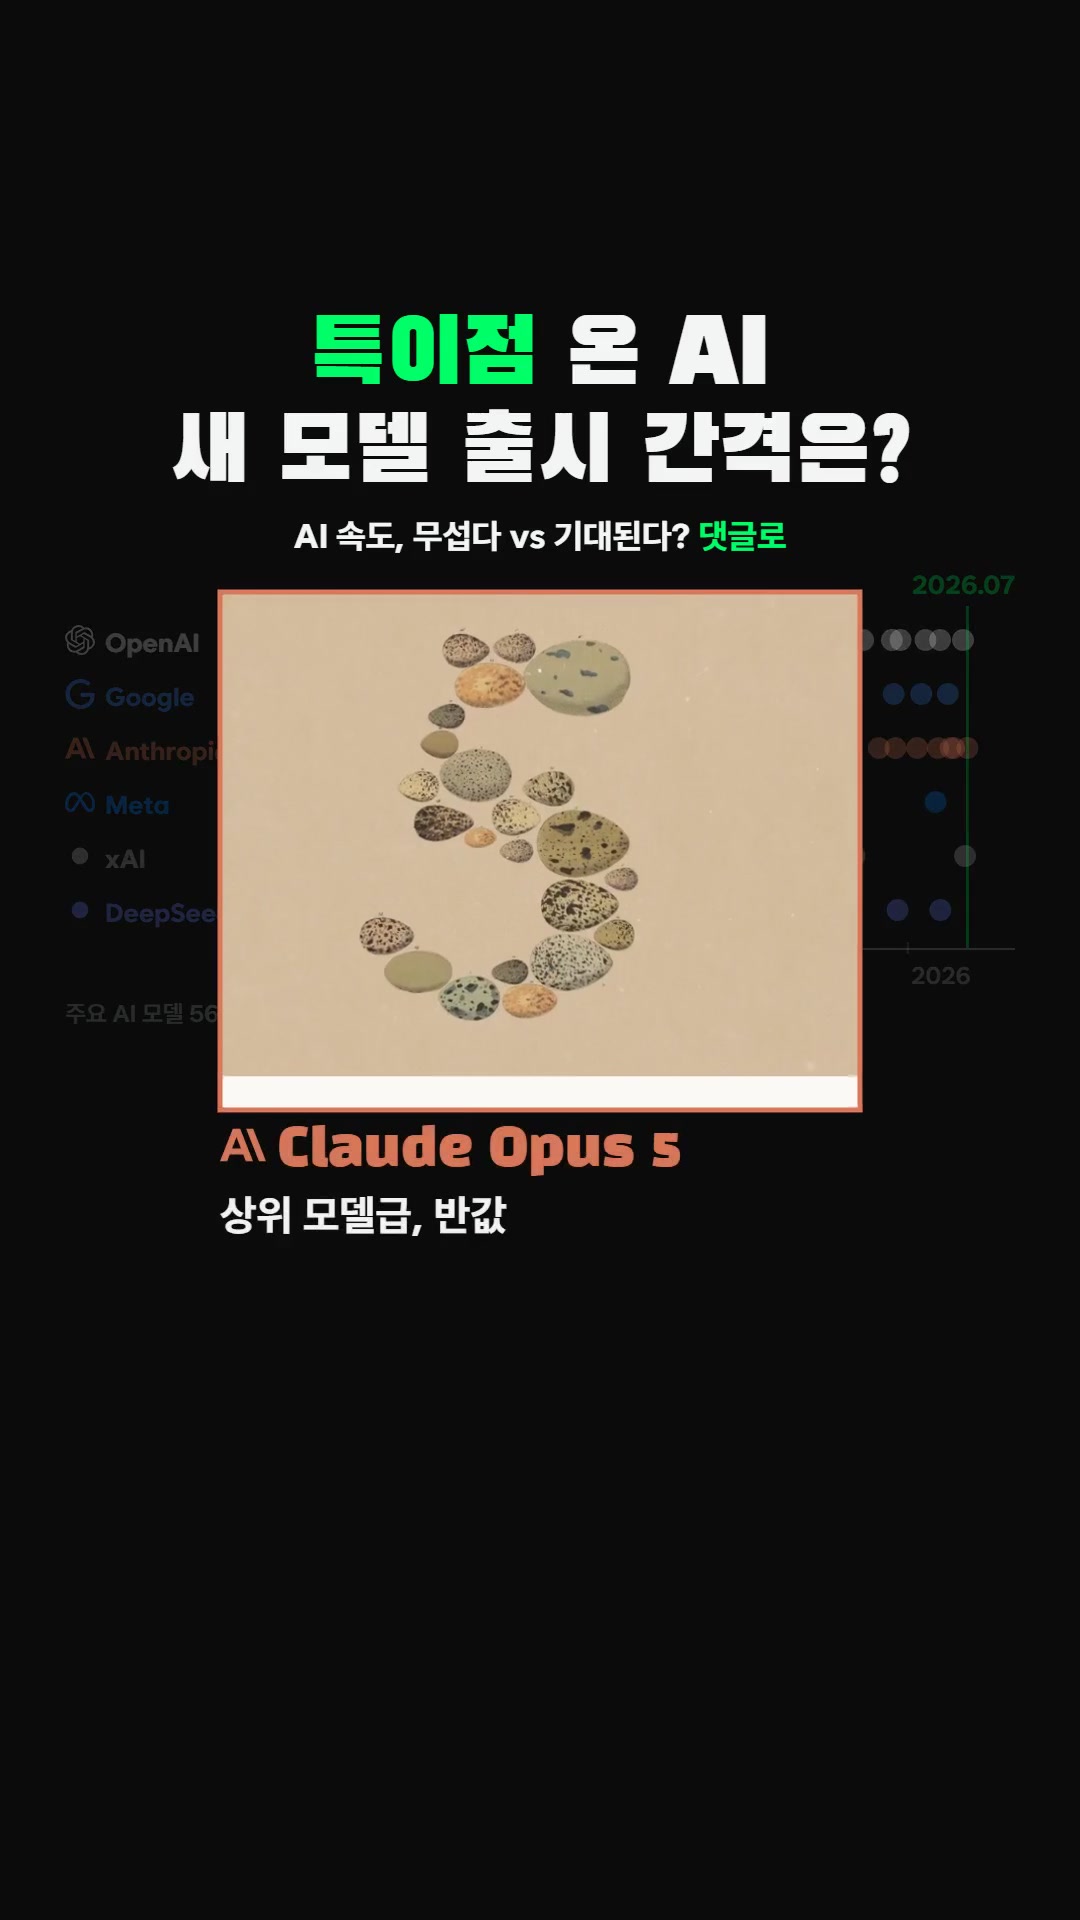 특이점 온 AI
새 모델 출시 간격은?
AI 속도, 무섭다 vs 기대된다? 댓글로
2026.07
OpenAI
Google
Anthropic
Meta
xAI
DeepSee
2026
주요 AI 모델 56
Claude Opus 5
상위 모델급, 반값